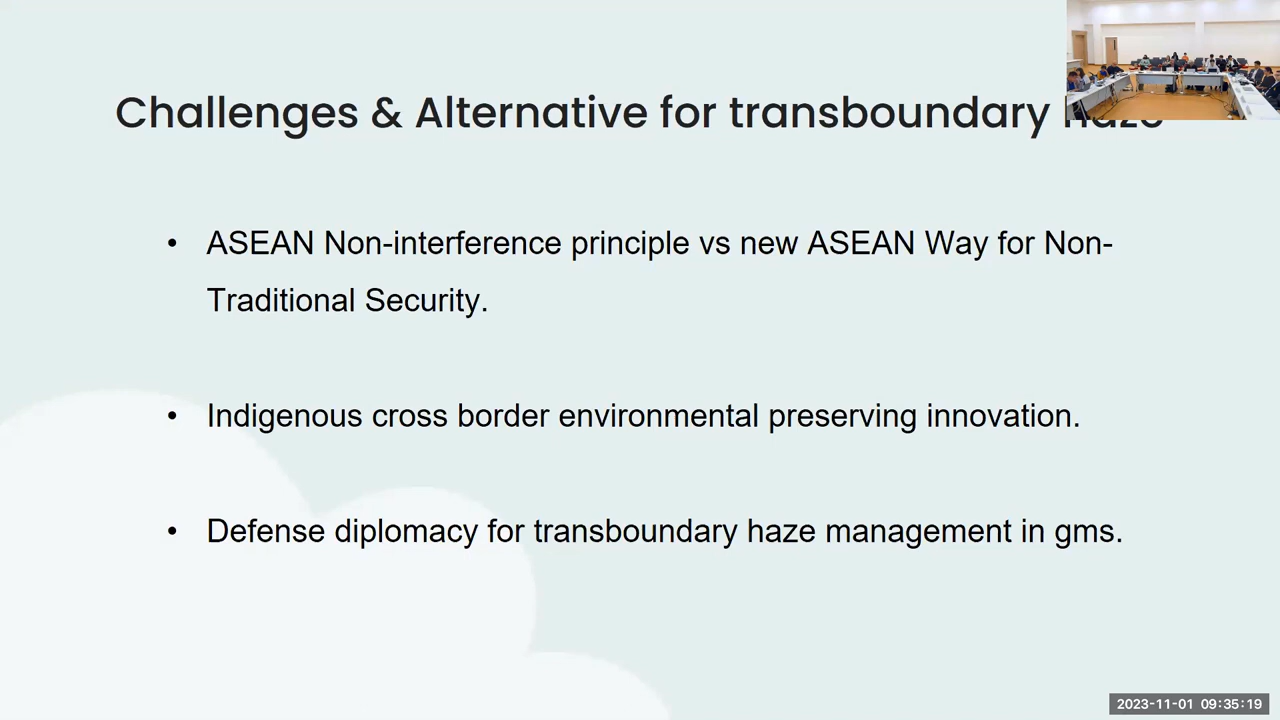 Challenges & Alternative for transboundary haze
• ASEAN Non-interference principle vs new ASEAN Way for Non-
Traditional Security.
• Indigenous cross border environmental preserving innovation.
• Defense diplomacy for transboundary haze management in gms.
2023-11-01 09:35:19